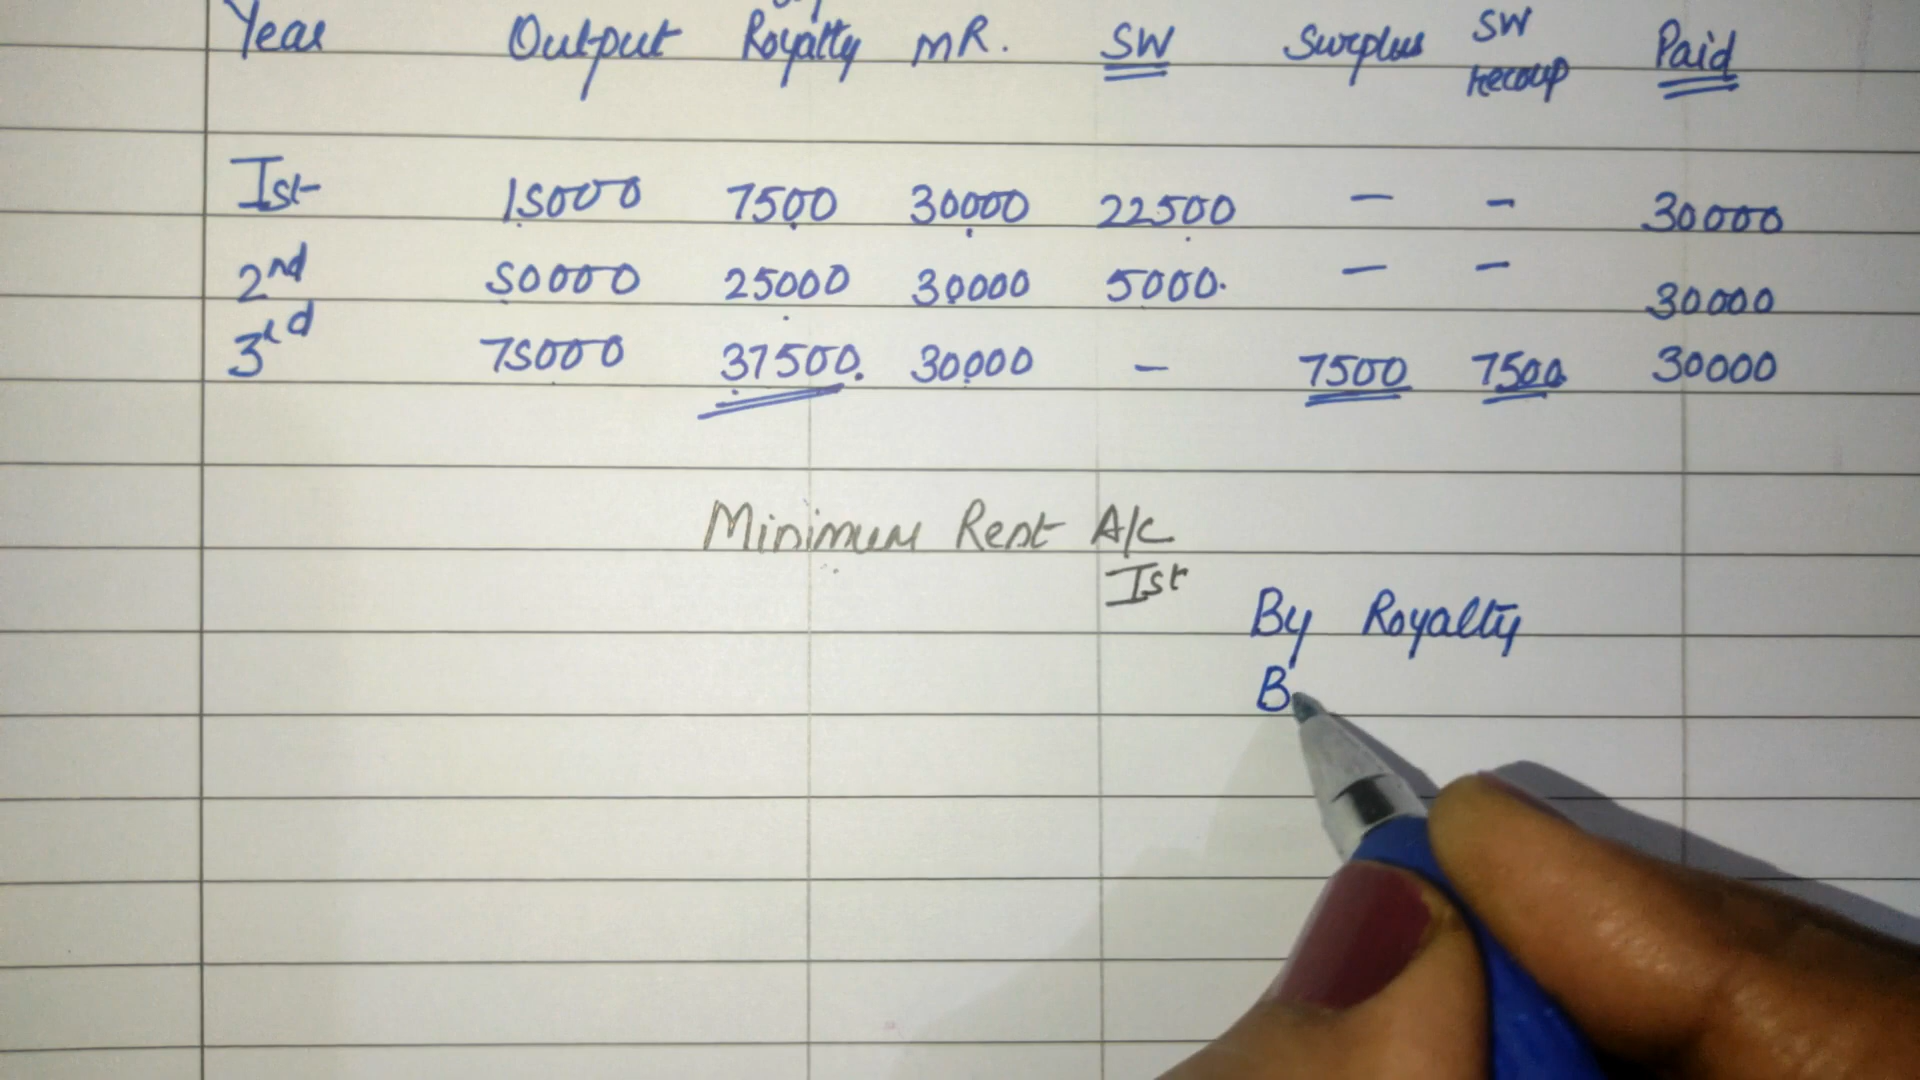 Year Output Royalty MR. SW Surplus SW recoup Paid
Ist 15000 7500 30000 22500 - - 30000
2nd 50000 25000 30000 5000. - - 30000
3rd 75000 37500. 30000 - 7500 7500 30000
Minimum Rent A/c
Ist
By Royalty
B